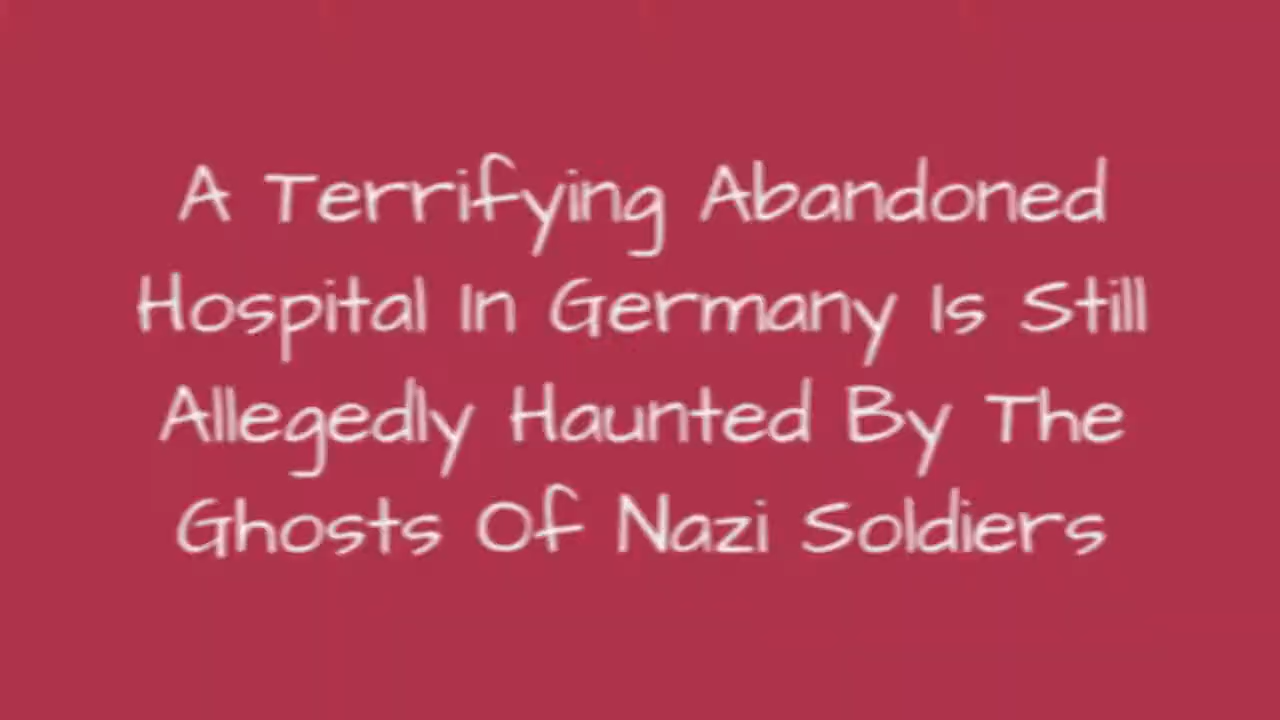 A Terrifying Abandoned
Hospital In Germany Is Still
Allegedly Haunted By The
Ghosts Of Nazi Soldiers